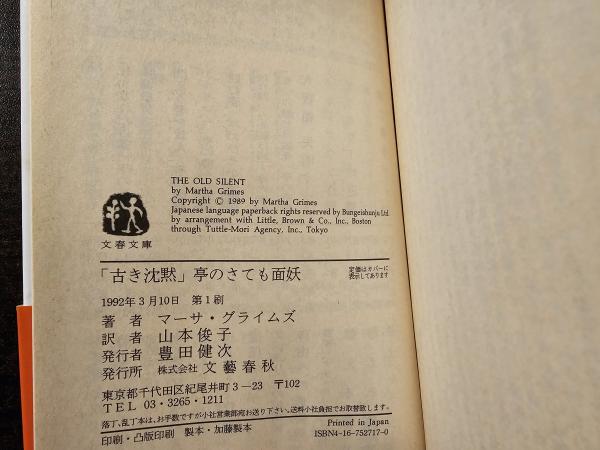 THE OLD SILENT
by Martha Grimes
Copyright © 1989 by Martha Grimes
Japanese language paperback rights reserved by Bungeishunju Ltd.
by arrangement with Little, Brown & Co., Inc., Boston
through Tuttle-Mori Agency, Inc., Tokyo
文春文庫
「古き沈黙」亭のさても面妖
定価はカバーに
表示してあります
1992年3月10日 第1刷
著者 マーサ・グライムズ
訳者 山本俊子
発行者 豊田健次
発行所 株式会社 文藝春秋
東京都千代田区紀尾井町3-23 〒102
TEL 03・3265・1211
落丁、乱丁本は、お手数ですが小社営業部宛お送り下さい。送料小社負担でお取替致します。
印刷・凸版印刷 製本・加藤製本
Printed in Japan
ISBN4-16-752717-0